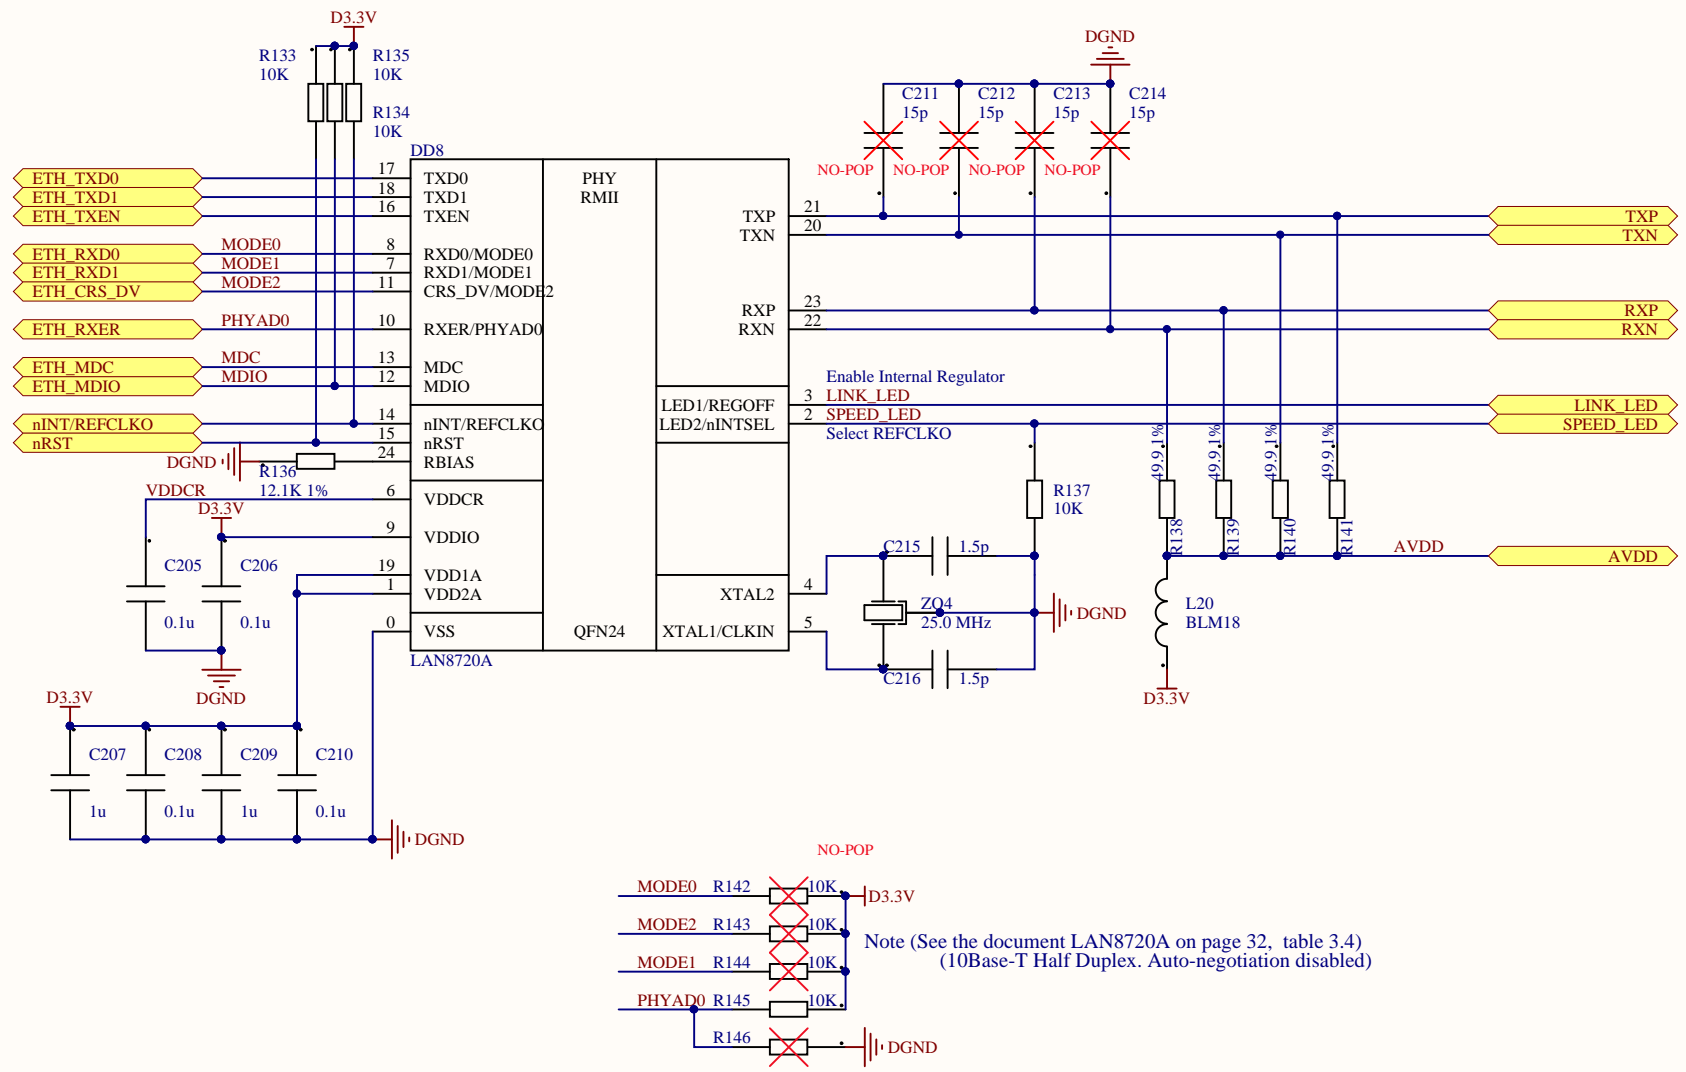 D3.3V
DGND
R133
10K
R135
10K
R134
10K
C211
15p
C212
15p
C213
15p
C214
15p
NO-POP
NO-POP
NO-POP
NO-POP
DD8
ETH_TXD0
17
TXD0
PHY
ETH_TXD1
18
TXD1
RMII
ETH_TXEN
16
TXEN
TXP
21
TXP
TXN
20
TXN
ETH_RXD0
MODE0
8
RXD0/MODE0
ETH_RXD1
MODE1
7
RXD1/MODE1
ETH_CRS_DV
MODE2
11
CRS_DV/MODE2
RXP
23
RXP
ETH_RXER
PHYAD0
10
RXER/PHYAD0
RXN
22
RXN
ETH_MDC
MDC
13
MDC
ETH_MDIO
MDIO
12
MDIO
Enable Internal Regulator
LED1/REGOFF
3
LINK_LED
LINK_LED
nINT/REFCLKO
14
nINT/REFCLKO
LED2/nINTSEL
2
SPEED_LED
SPEED_LED
Select REFCLKO
nRST
15
nRST
DGND
R136
12.1K 1%
24
RBIAS
49.9 1%
49.9 1%
49.9 1%
49.9 1%
R137
10K
R138
R139
R140
R141
VDDCR
6
VDDCR
D3.3V
9
VDDIO
C205
0.1u
C206
0.1u
DGND
19
VDD1A
1
VDD2A
0
VSS
QFN24
XTAL2
4
XTAL1/CLKIN
5
LAN8720A
C215
1.5p
ZQ4
25.0 MHz
C216
1.5p
DGND
AVDD
AVDD
L20
BLM18
D3.3V
D3.3V
C207
1u
C208
0.1u
C209
1u
C210
0.1u
DGND
NO-POP
MODE0
R142
10K
D3.3V
MODE2
R143
10K
MODE1
R144
10K
PHYAD0
R145
10K
R146
DGND
Note (See the document LAN8720A on page 32, table 3.4)
(10Base-T Half Duplex. Auto-negotiation disabled)